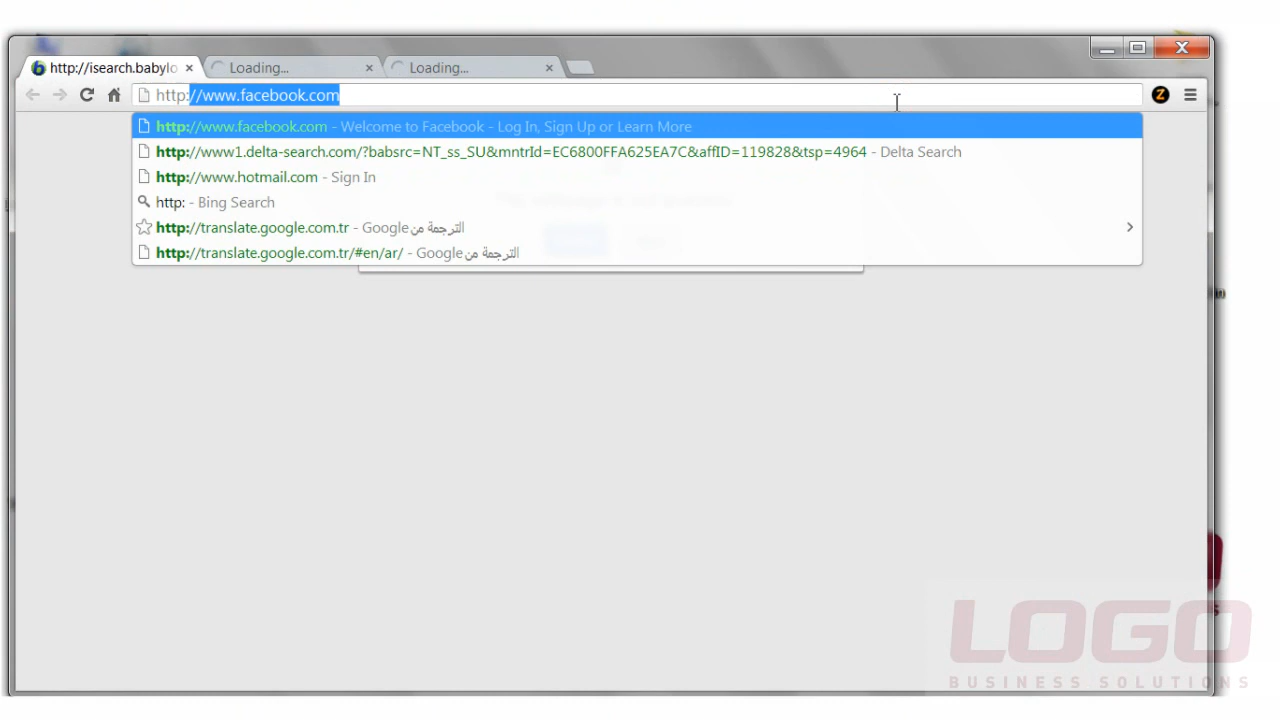 http://isearch.babylo
Loading...
Loading...
http://www.facebook.com
http://www.facebook.com - Welcome to Facebook - Log In, Sign Up or Learn More
http://www1.delta-search.com/?babsrc=NT_ss_SU&mntrId=EC6800FFA625EA7C&affID=119828&tsp=4964 - Delta Search
http://www.hotmail.com - Sign In
http: - Bing Search
http://translate.google.com.tr - Google الترجمة من
http://translate.google.com.tr/#en/ar/ - Google الترجمة من
LOGO
BUSINESS SOLUTIONS